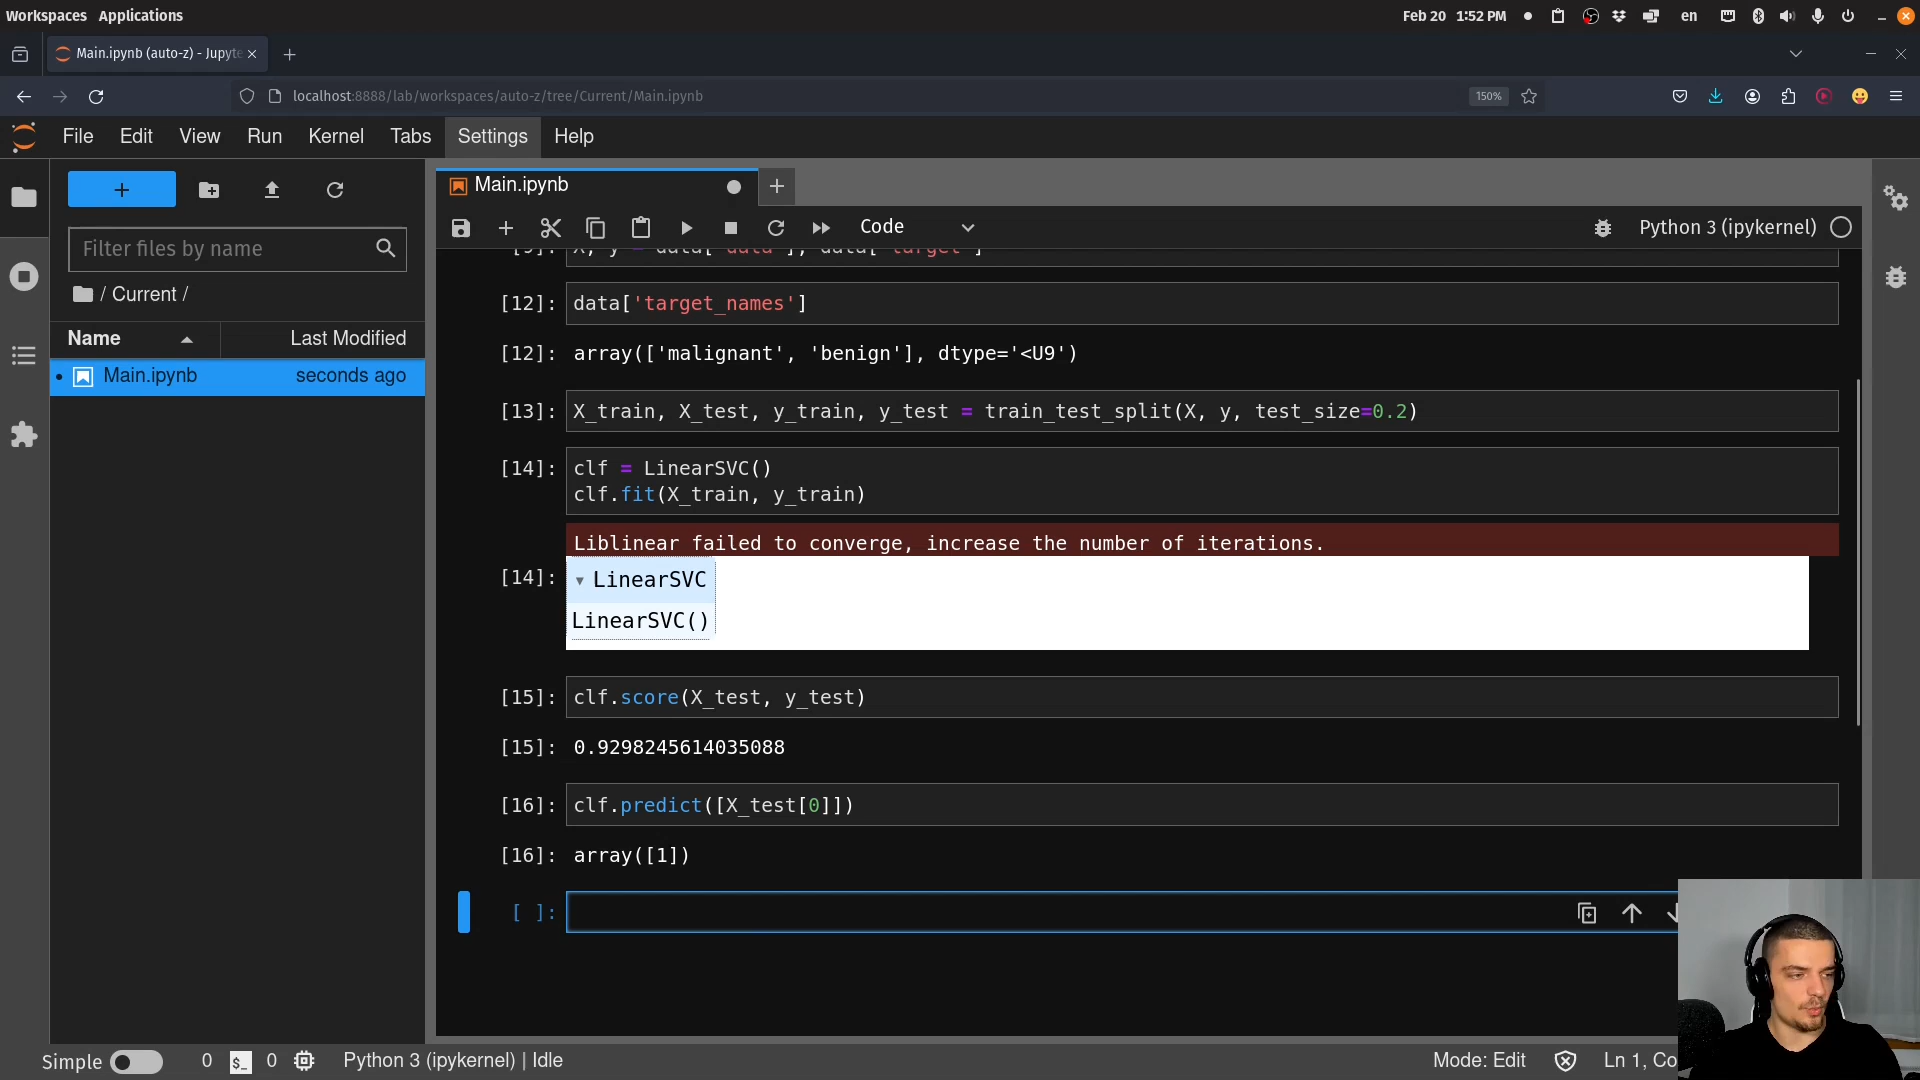 Workspaces Applications Feb 20 1:52 PM en
Main.ipynb (auto-z) - Jupyte
localhost:8888/lab/workspaces/auto-z/tree/Current/Main.ipynb 150%
File Edit View Run Kernel Tabs Settings Help
Main.ipynb
Code Python 3 (ipykernel)
Filter files by name
/ Current /
Name Last Modified
Main.ipynb seconds ago
[9]: X, y = data['data'], data['target']
[12]: data['target_names']
[12]: array(['malignant', 'benign'], dtype='<U9')
[13]: X_train, X_test, y_train, y_test = train_test_split(X, y, test_size=0.2)
[14]: clf = LinearSVC()
clf.fit(X_train, y_train)
Liblinear failed to converge, increase the number of iterations.
[14]: ▾ LinearSVC
LinearSVC()
[15]: clf.score(X_test, y_test)
[15]: 0.9298245614035088
[16]: clf.predict([X_test[0]])
[16]: array([1])
[ ]:
Simple 0 $_ 0 Python 3 (ipykernel) | Idle Mode: Edit Ln 1, Co